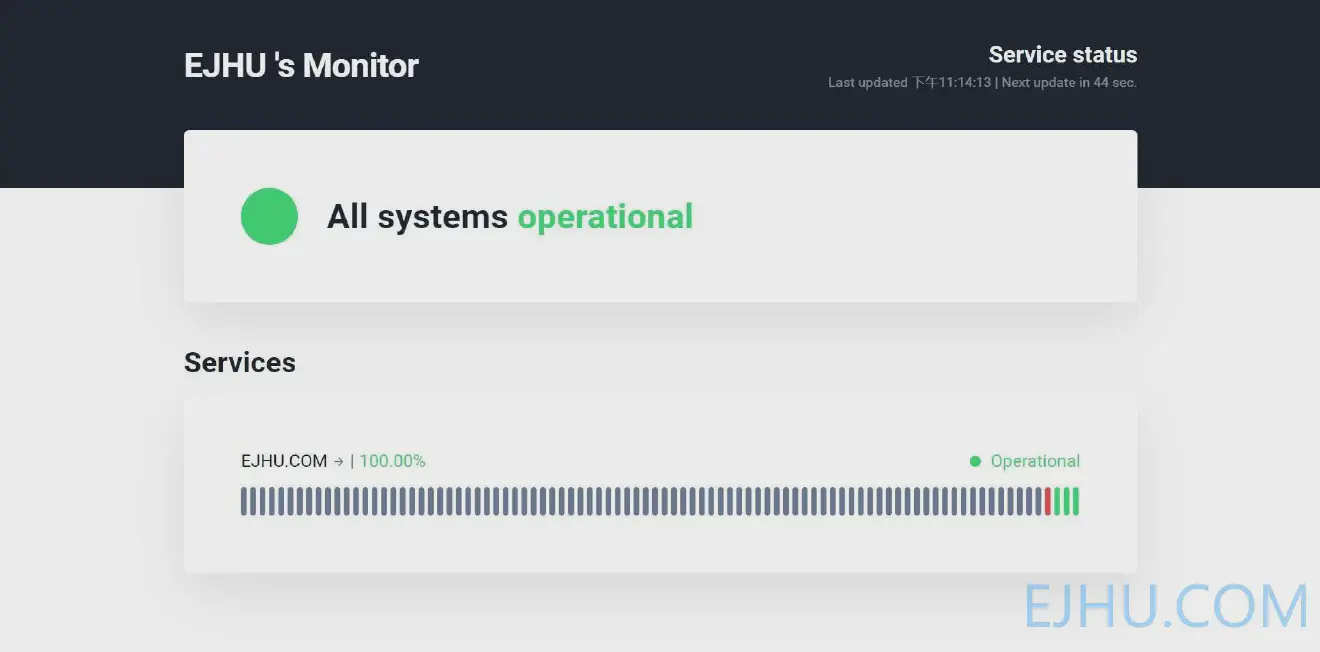 EJHU 's Monitor
Service status
Last updated 下午11:14:13 | Next update in 44 sec.
All systems operational
Services
EJHU.COM → | 100.00%
Operational
EJHU.COM